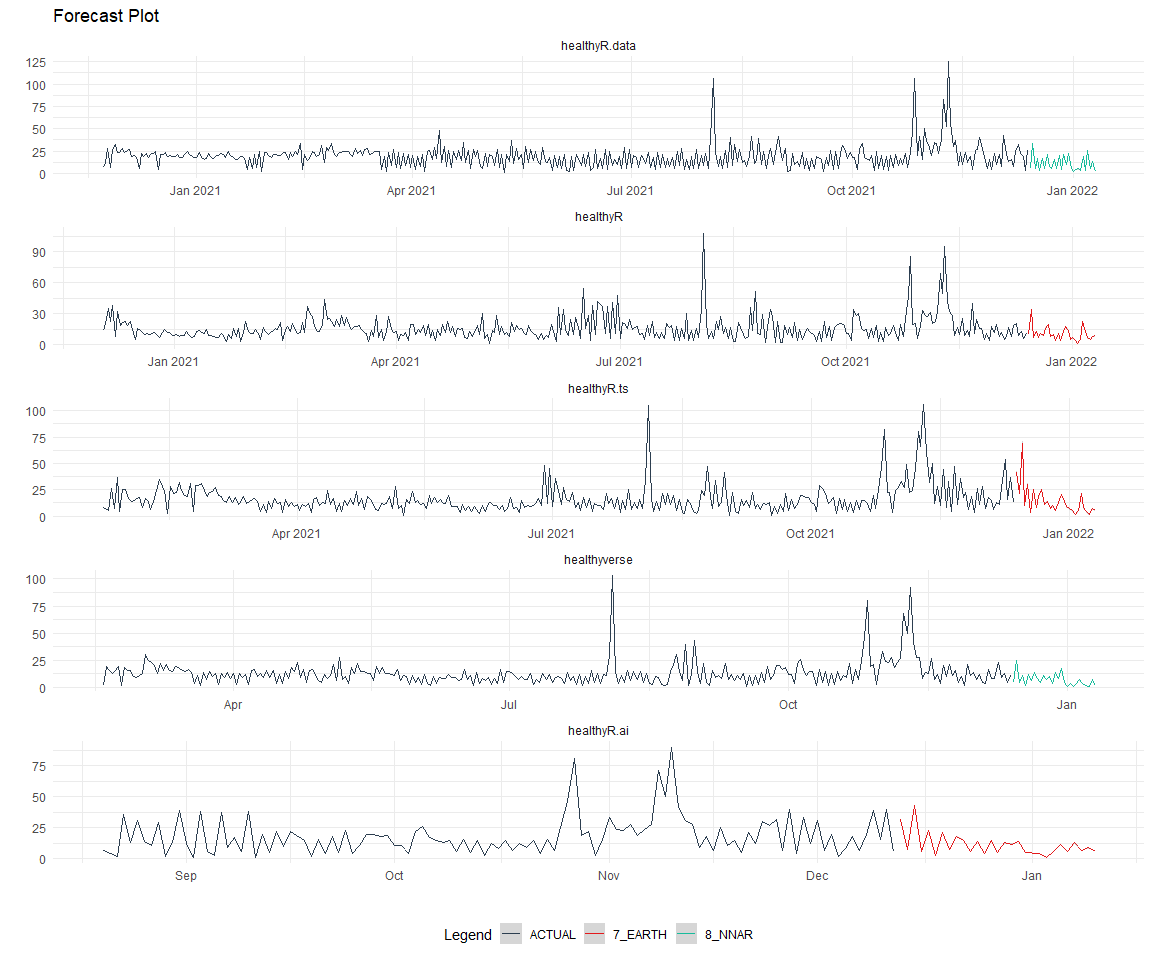 Forecast Plot
healthyR.data
125
100
75
50
25
0
Jan 2021 Apr 2021 Jul 2021 Oct 2021 Jan 2022
healthyR
90
60
30
0
Jan 2021 Apr 2021 Jul 2021 Oct 2021 Jan 2022
healthyR.ts
100
75
50
25
0
Apr 2021 Jul 2021 Oct 2021 Jan 2022
healthyverse
100
75
50
25
0
Apr Jul Oct Jan
healthyR.ai
75
50
25
0
Sep Oct Nov Dec Jan
Legend ACTUAL 7_EARTH 8_NNAR